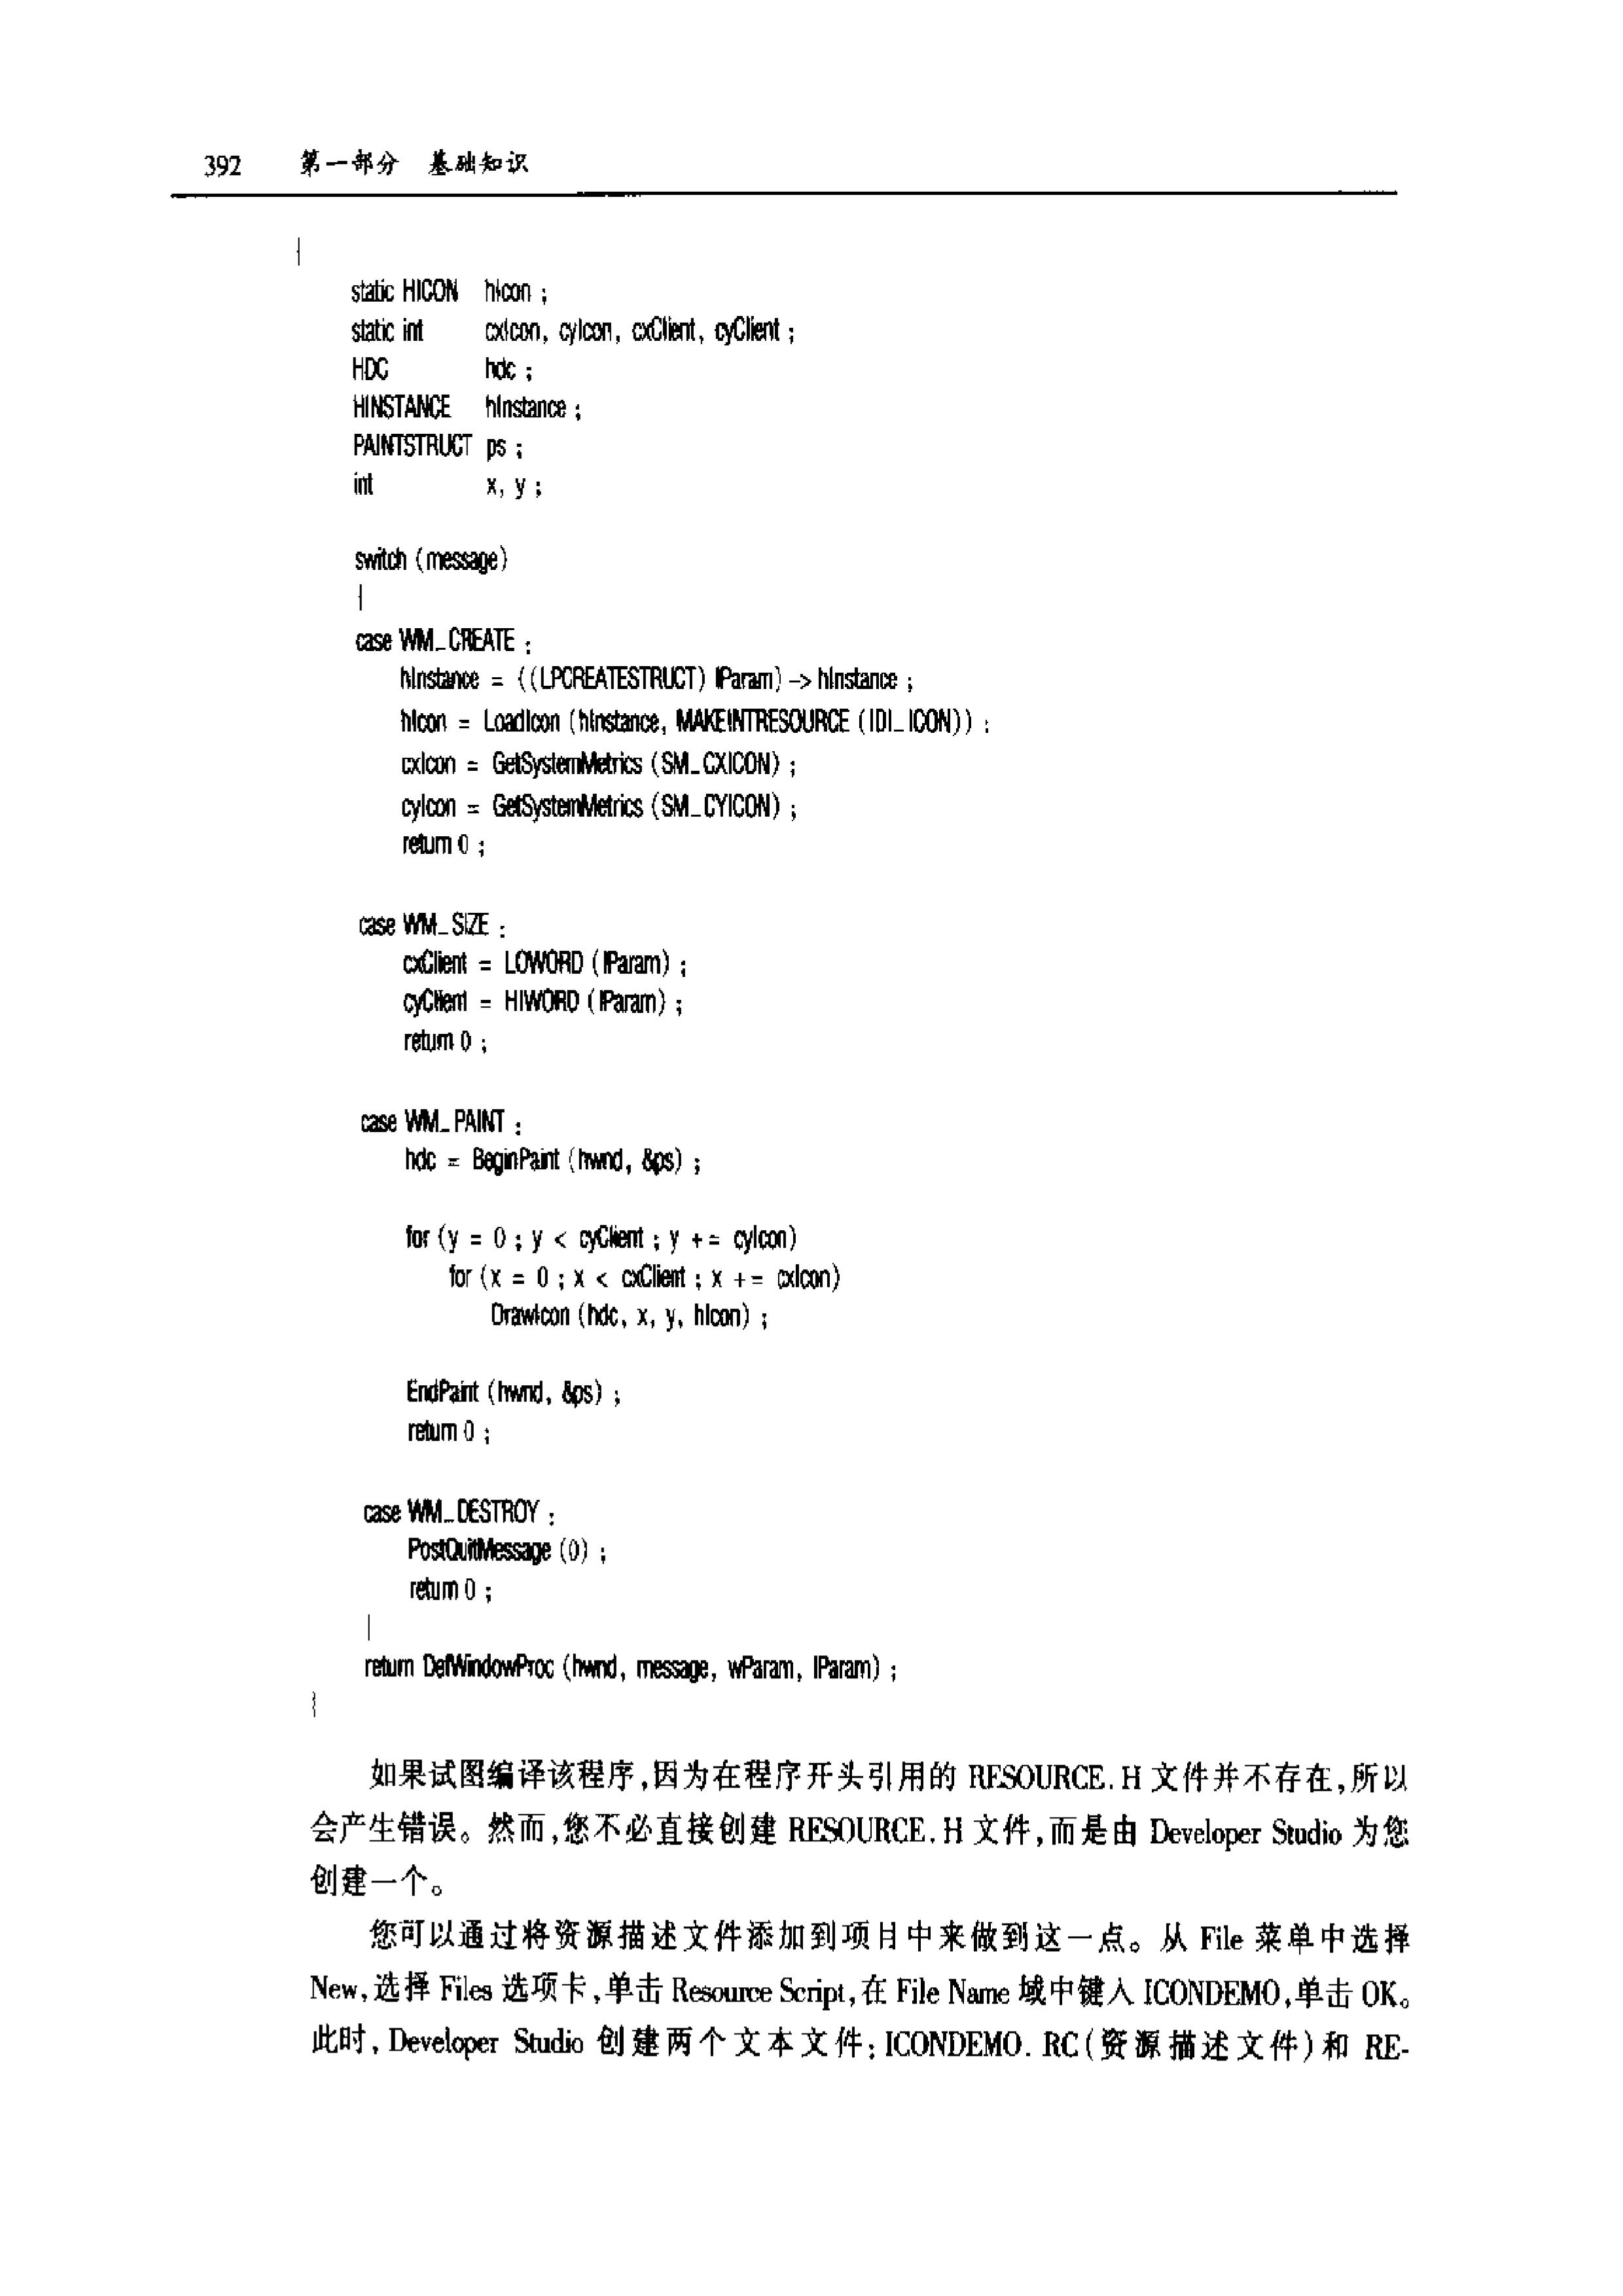 392 第一部分 基础知识
{
static HICON hIcon ;
static int cxIcon, cyIcon, cxClient, cyClient ;
HDC hdc ;
HINSTANCE hInstance ;
PAINTSTRUCT ps ;
int x, y ;
switch (message)
{
case WM_CREATE :
hInstance = ((LPCREATESTRUCT) lParam) -> hInstance ;
hIcon = LoadIcon (hInstance, MAKEINTRESOURCE (IDI_ICON)) ;
cxIcon = GetSystemMetrics (SM_CXICON) ;
cyIcon = GetSystemMetrics (SM_CYICON) ;
return 0 ;
case WM_SIZE :
cxClient = LOWORD (lParam) ;
cyClient = HIWORD (lParam) ;
return 0 ;
case WM_PAINT :
hdc = BeginPaint (hwnd, &ps) ;
for (y = 0 ; y < cyClient ; y += cyIcon)
for (x = 0 ; x < cxClient ; x += cxIcon)
DrawIcon (hdc, x, y, hIcon) ;
EndPaint (hwnd, &ps) ;
return 0 ;
case WM_DESTROY :
PostQuitMessage (0) ;
return 0 ;
}
return DefWindowProc (hwnd, message, wParam, lParam) ;
}
如果试图编译该程序,因为在程序开头引用的 RESOURCE.H 文件并不存在,所以
会产生错误。然而,您不必直接创建 RESOURCE.H 文件,而是由 Developer Studio 为您
创建一个。
您可以通过将资源描述文件添加到项目中来做到这一点。从 File 菜单中选择
New,选择 Files 选项卡,单击 Resource Script,在 File Name 域中键入 ICONDEMO,单击 OK。
此时, Developer Studio 创建两个文本文件: ICONDEMO. RC(资源描述文件)和 RE-